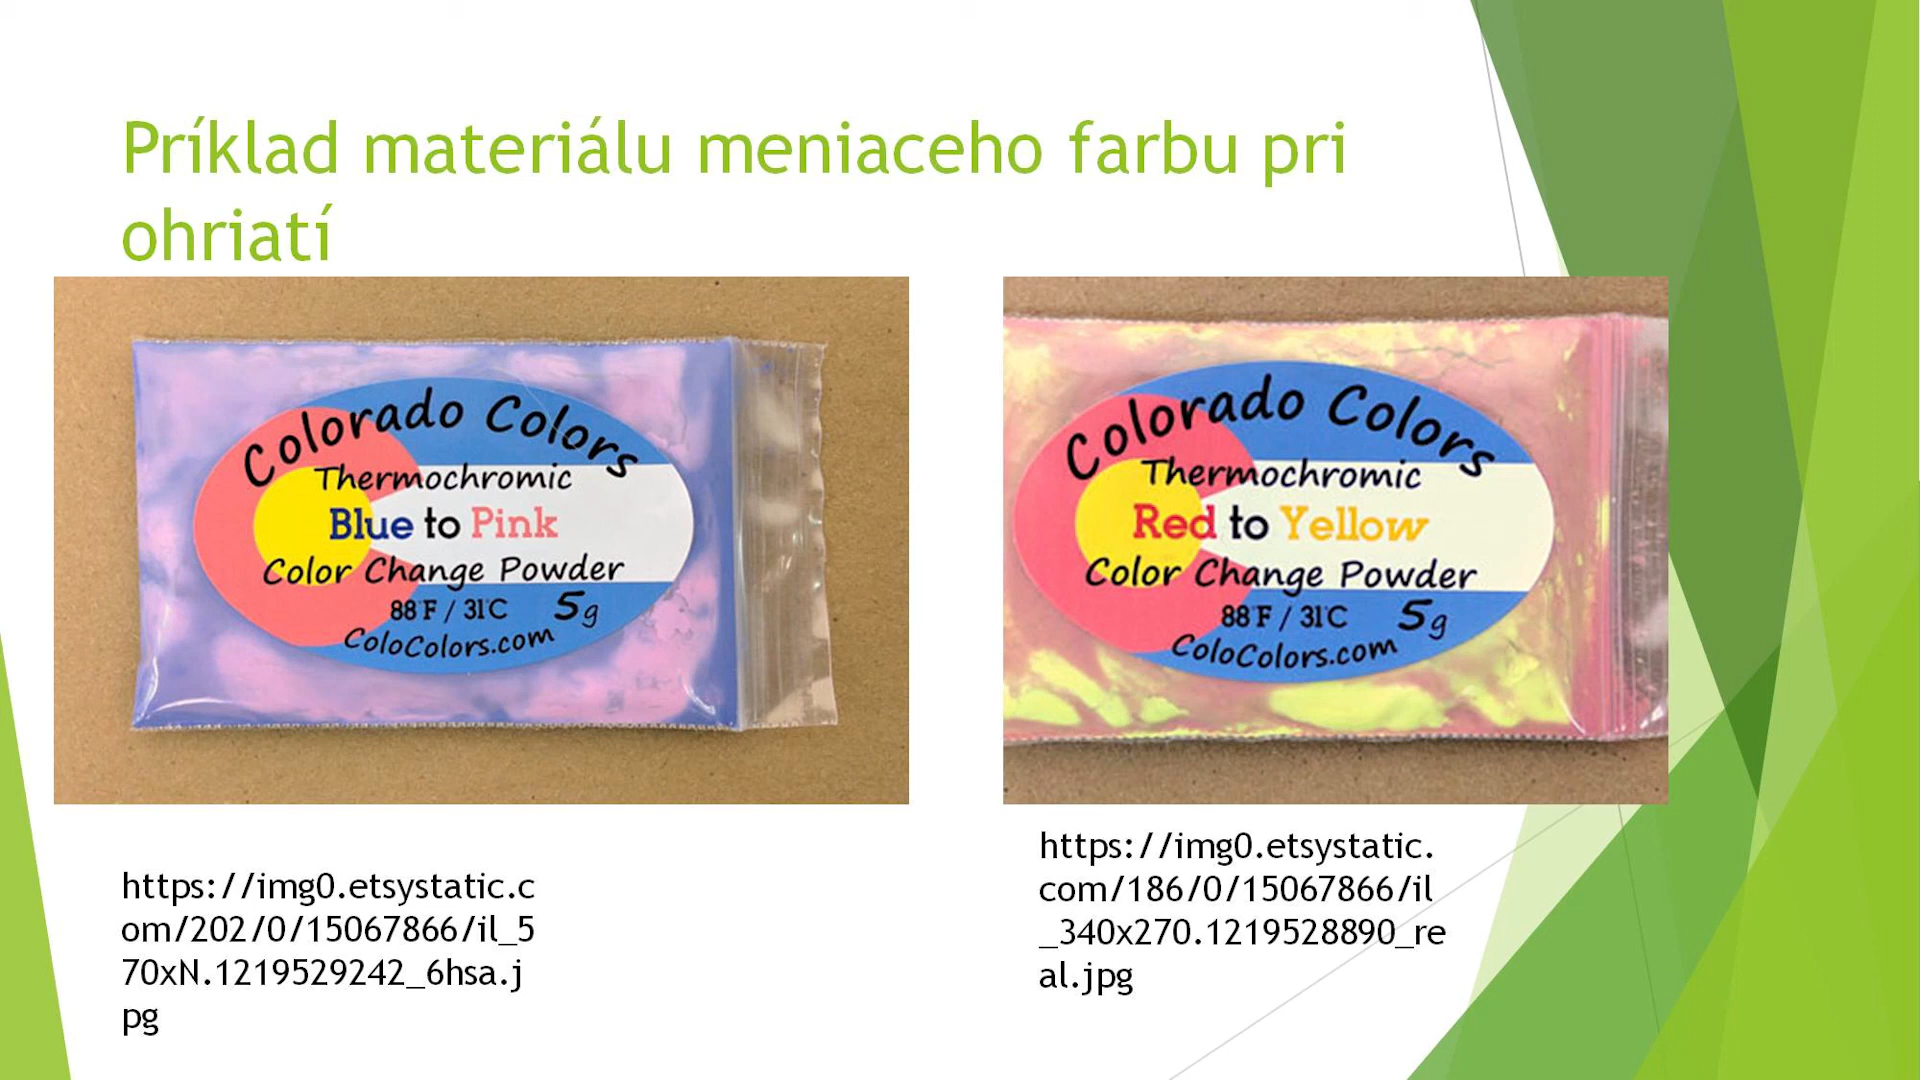 Príklad materiálu meniaceho farbu pri
ohriatí
Colorado Colors
Thermochromic
Blue to Pink
Color Change Powder
88°F / 31°C 5g
ColoColors.com
Colorado Colors
Thermochromic
Red to Yellow
Color Change Powder
88°F / 31°C 5g
ColoColors.com
https://img0.etsystatic.c
om/202/0/15067866/il_5
70xN.1219529242_6hsa.j
pg
https://img0.etsystatic.
com/186/0/15067866/il
_340x270.1219528890_re
al.jpg